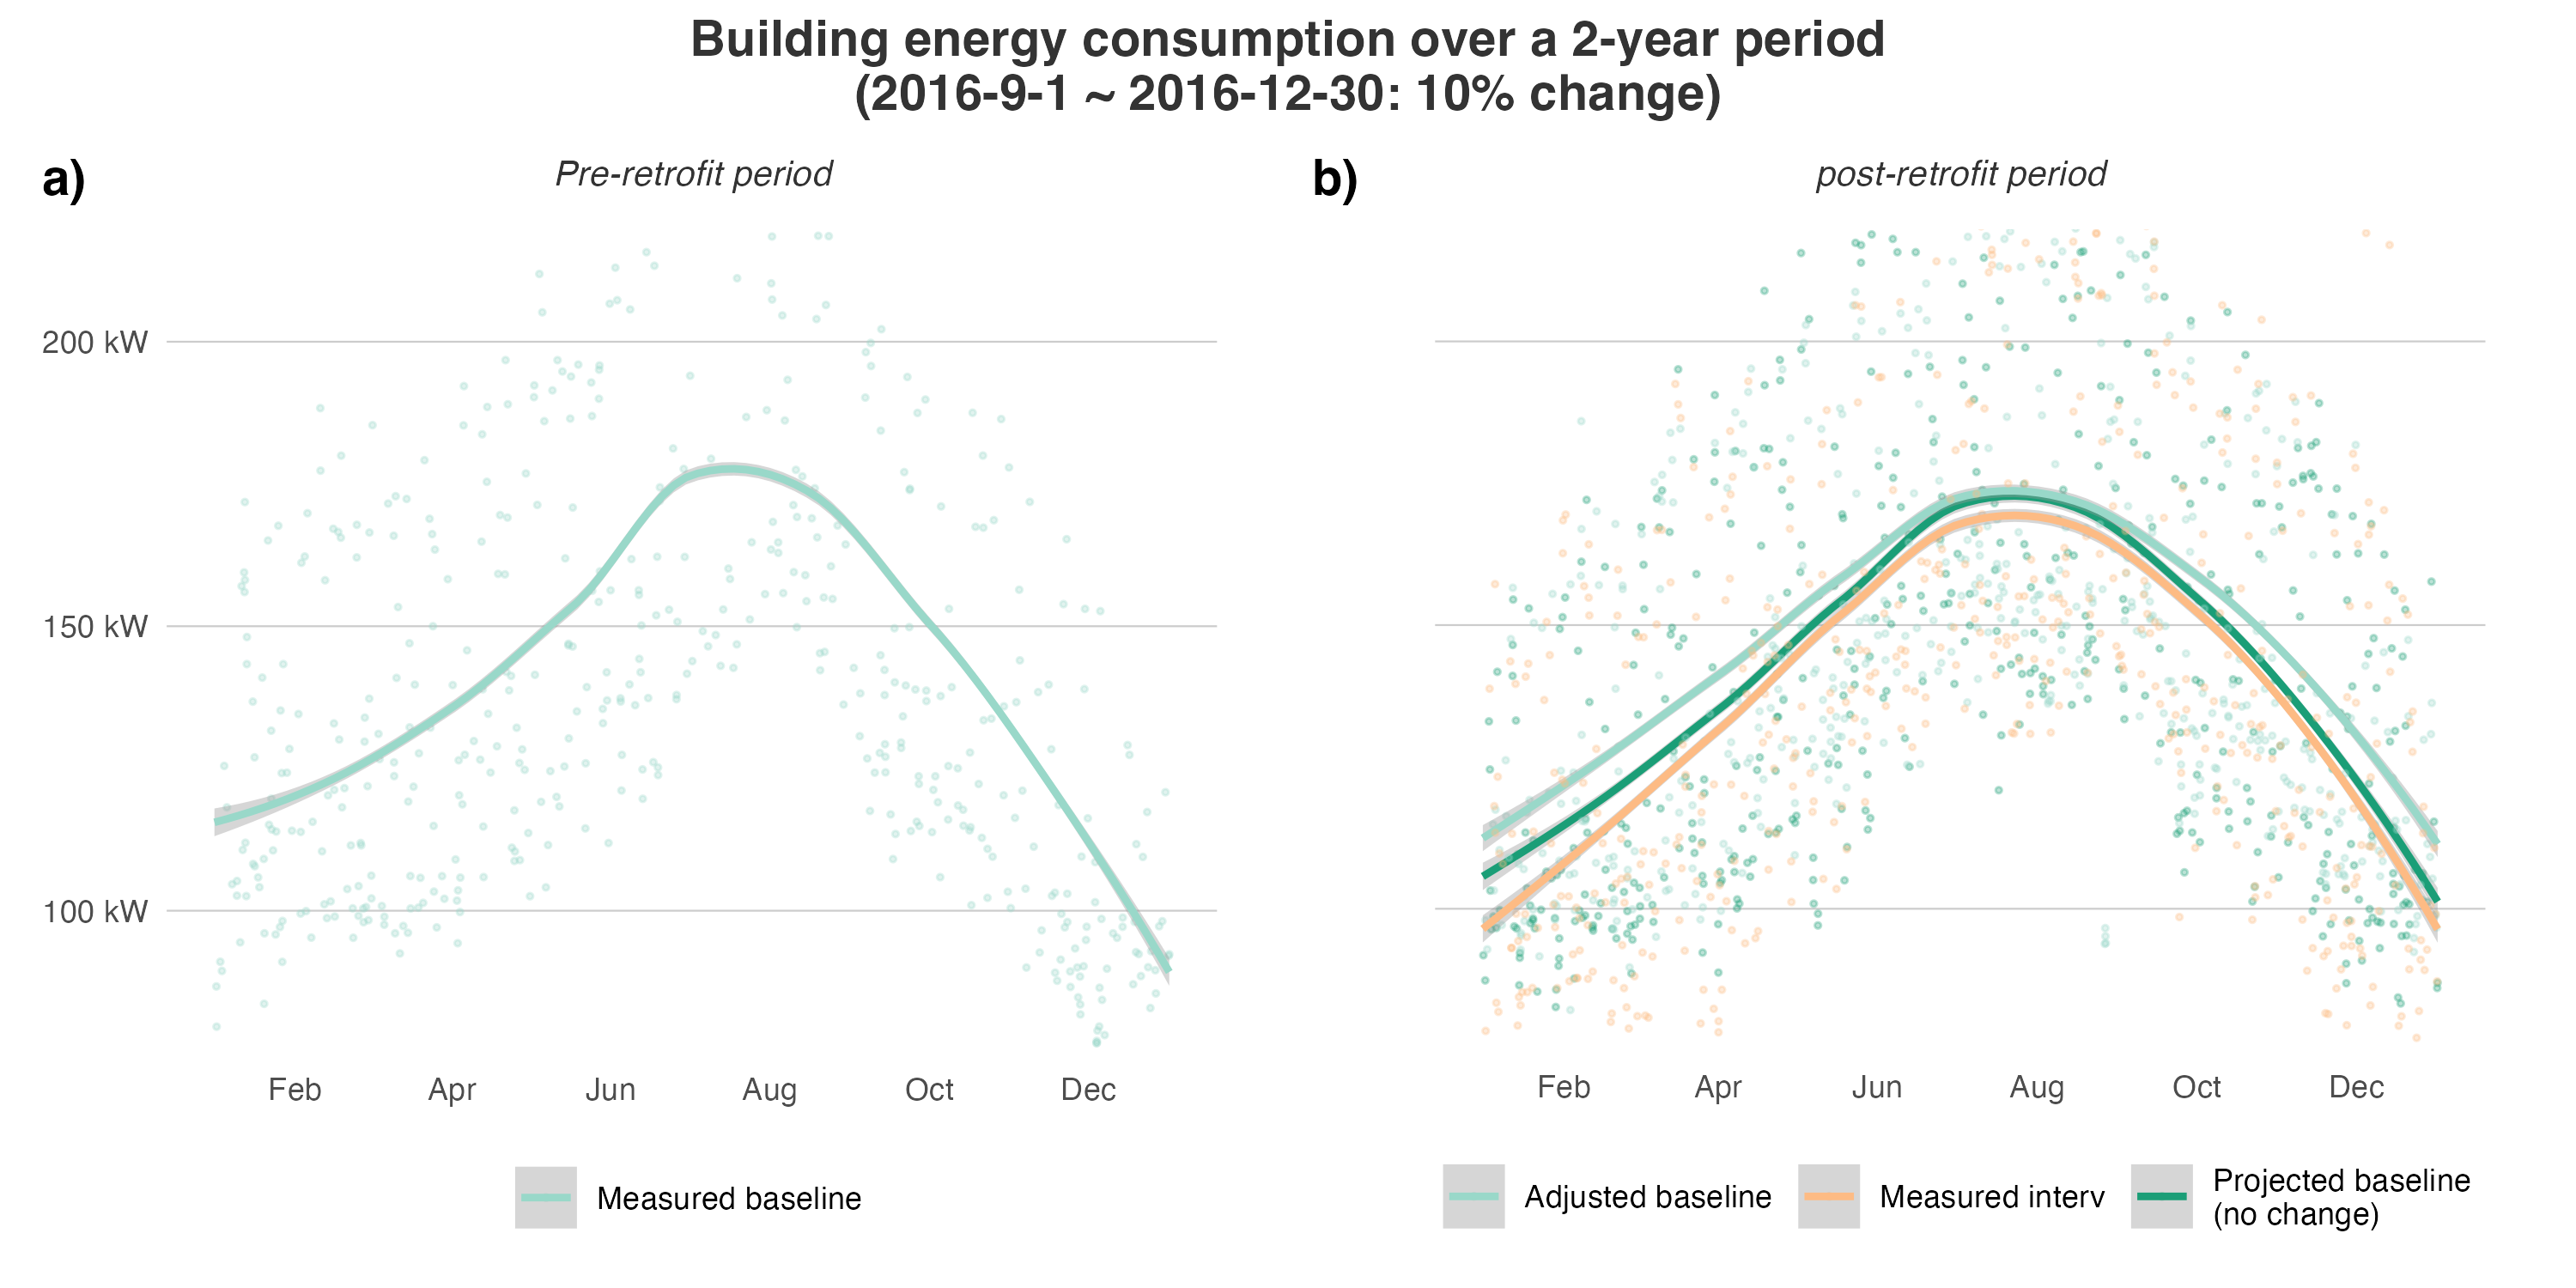 Building energy consumption over a 2-year period
(2016-9-1 ~ 2016-12-30: 10% change)
a)
Pre-retrofit period
200 kW
150 kW
100 kW
Feb Apr Jun Aug Oct Dec
Measured baseline
b)
post-retrofit period
Feb Apr Jun Aug Oct Dec
Adjusted baseline
Measured interv
Projected baseline
(no change)